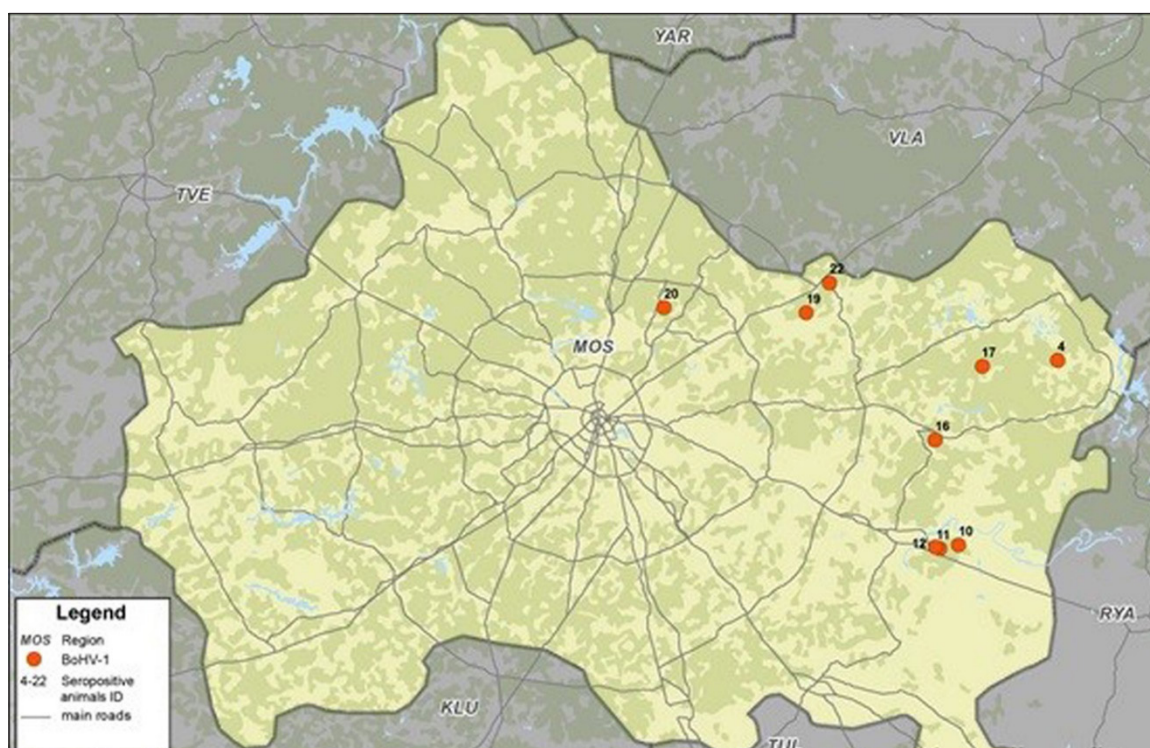 YAR
VLA
TVE
22
20
19
MOS
17
4
16
12
11
10
RYA
KLU
TUL
Legend
MOS Region
BoHV-1
4-22 Seropositive
animals ID
main roads